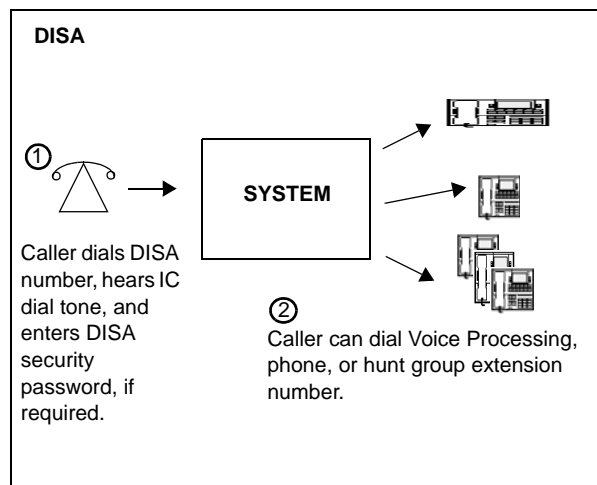 DISA
1
SYSTEM
Caller dials DISA
number, hears IC
dial tone, and
enters DISA
security
password, if
required.
2
Caller can dial Voice Processing,
phone, or hunt group extension
number.